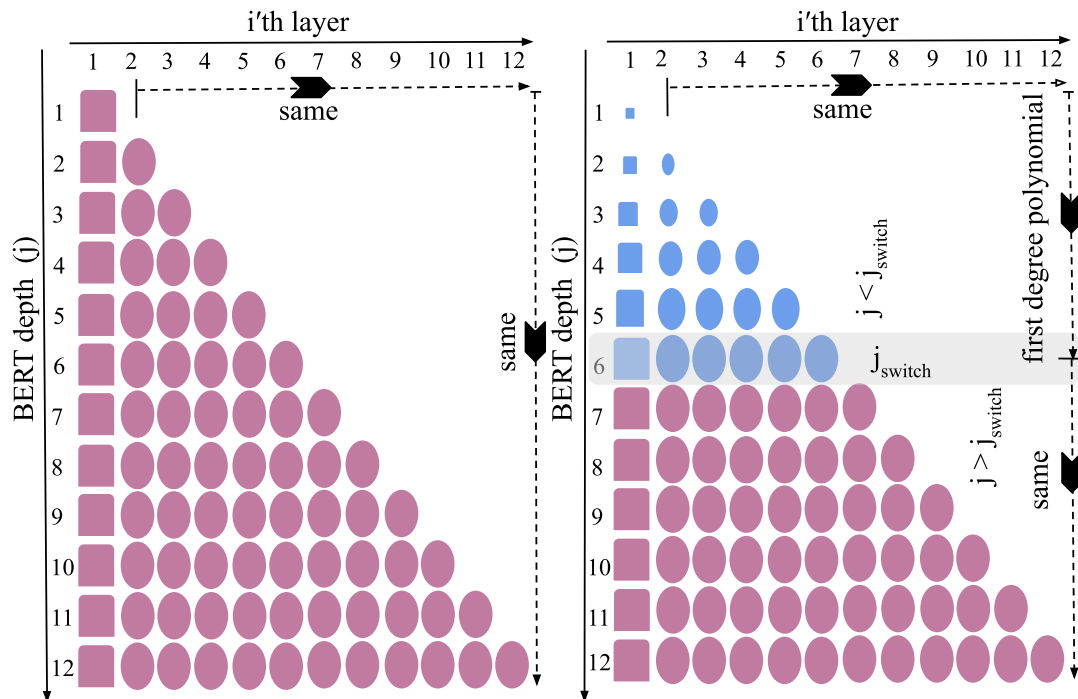 i'th layer
1 2 3 4 5 6 7 8 9 10 11 12
same
BERT depth (j)
1
2
3
4
5
6
7
8
9
10
11
12
same
i'th layer
1 2 3 4 5 6 7 8 9 10 11 12
same
BERT depth (j)
1
2
3
4
5
6
7
8
9
10
11
12
first degree polynomial
j < jswitch
jswitch
j > jswitch
same